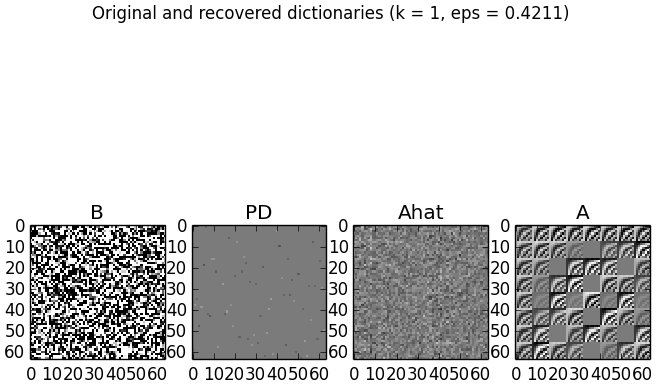 Original and recovered dictionaries (k = 1, eps = 0.4211)
B PD Ahat A
0 0 0 0
10 10 10 10
20 20 20 20
30 30 30 30
40 40 40 40
50 50 50 50
60 60 60 60
0 10 20 30 40 50 60 0 10 20 30 40 50 60 0 10 20 30 40 50 60 0 10 20 30 40 50 60